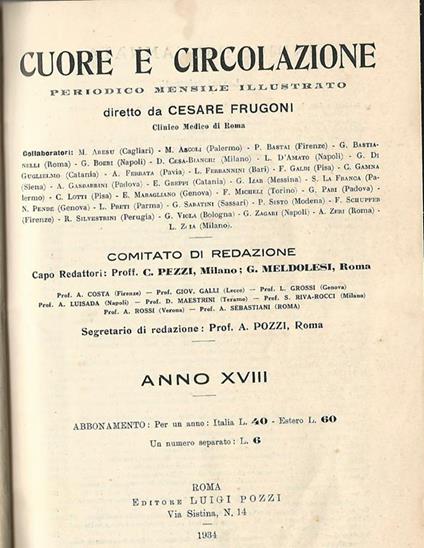 CUORE E CIRCOLAZIONE
PERIODICO MENSILE ILLUSTRATO
diretto da CESARE FRUGONI
Clinico Medico di Roma
Collaboratori: M. Aresu (Cagliari) - M. Ascoli (Palermo) - P. Bastai (Firenze) - G. Bastia-
nelli (Roma) - G. Boeri (Napoli) - D. Cesa-Bianchi (Milano) - L. D'Amato (Napoli) - G. Di
Guglielmo (Catania) - A. Ferrata (Pavia) - L. Ferrannini (Bari) - F. Galdi (Pisa) - C. Gamna
(Siena) - A. Gasbarrini (Padova) - E. Greppi (Catania) - G. Izar (Messina) - S. La Franca (Pa-
lermo) - C. Lotti (Pisa) - E. Maragliano (Genova) - F. Micheli (Torino) - G. Pari (Padova) -
N. Pende (Genova) - L. Preti (Parma) - G. Sabatini (Sassari) - P. Sisto (Modena) - F. Schupfer
(Firenze) - R. Silvestrini (Perugia) - G. Viola (Bologna) - G. Zagari (Napoli) - A. Zeri (Roma) -
L. Zoja (Milano).
COMITATO DI REDAZIONE
Capo Redattori: Proff. C. PEZZI, Milano; G. MELDOLESI, Roma
Prof. A. COSTA (Firenze) — Prof. GIOV. GALLI (Lecco) — Prof. L. GROSSI (Genova)
Prof. A. LUISADA (Napoli) — Prof. D. MAESTRINI (Teramo) — Prof. S. RIVA-ROCCI (Milano)
Prof. A. ROSSI (Verona) — Prof. A. SEBASTIANI (ROMA)
Segretario di redazione: Prof. A. POZZI, Roma
ANNO XVIII
ABBONAMENTO: Per un anno: Italia L. 40 - Estero L. 60
Un numero separato: L. 6
ROMA
Editore LUIGI POZZI
Via Sistina, N. 14
1934